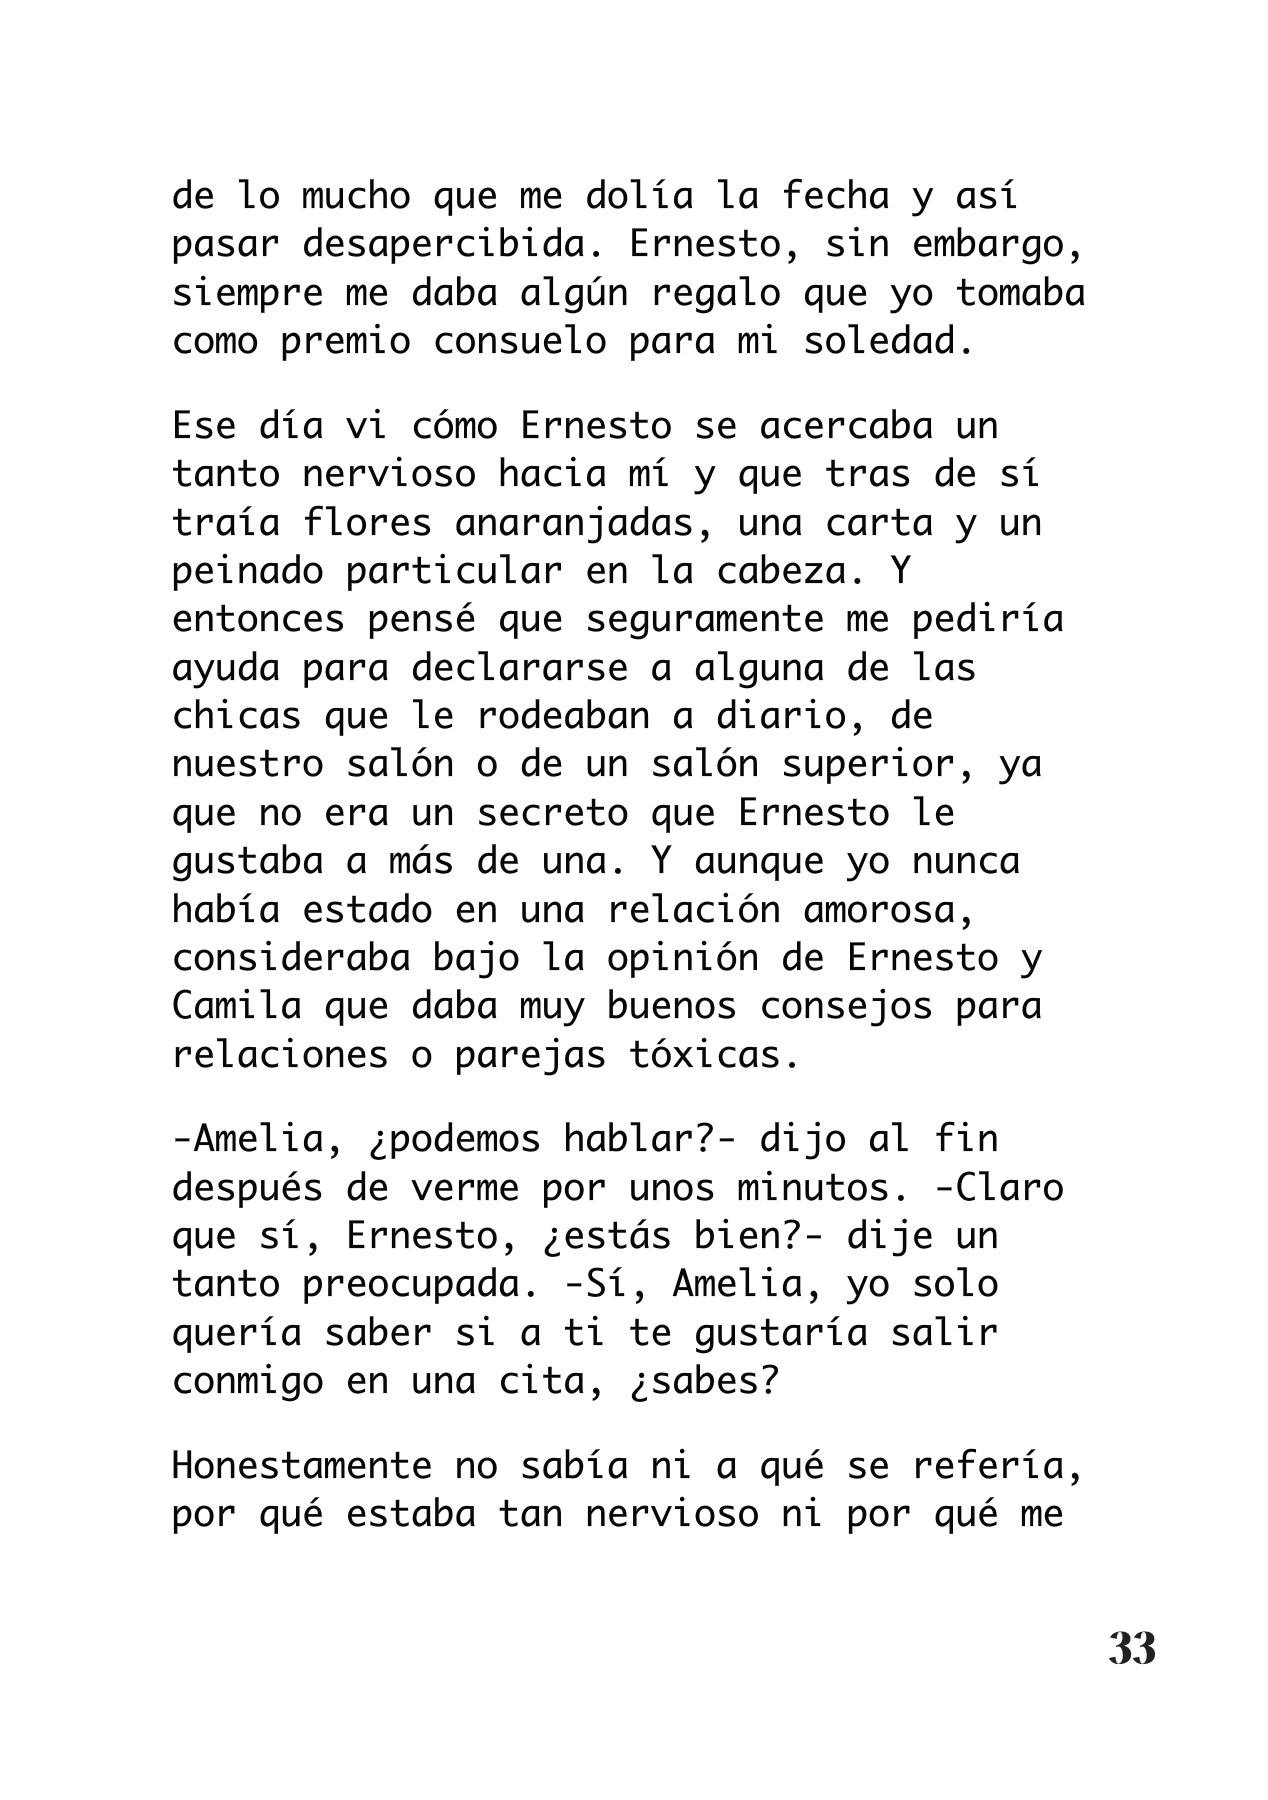 de lo mucho que me dolía la fecha y así
pasar desapercibida. Ernesto, sin embargo,
siempre me daba algún regalo que yo tomaba
como premio consuelo para mi soledad.
Ese día vi cómo Ernesto se acercaba un
tanto nervioso hacia mí y que tras de sí
traía flores anaranjadas, una carta y un
peinado particular en la cabeza. Y
entonces pensé que seguramente me pediría
ayuda para declararse a alguna de las
chicas que le rodeaban a diario, de
nuestro salón o de un salón superior, ya
que no era un secreto que Ernesto le
gustaba a más de una. Y aunque yo nunca
había estado en una relación amorosa,
consideraba bajo la opinión de Ernesto y
Camila que daba muy buenos consejos para
relaciones o parejas tóxicas.
-Amelia, ¿podemos hablar?- dijo al fin
después de verme por unos minutos. -Claro
que sí, Ernesto, ¿estás bien?- dije un
tanto preocupada. -Sí, Amelia, yo solo
quería saber si a ti te gustaría salir
conmigo en una cita, ¿sabes?
Honestamente no sabía ni a qué se refería,
por qué estaba tan nervioso ni por qué me
33